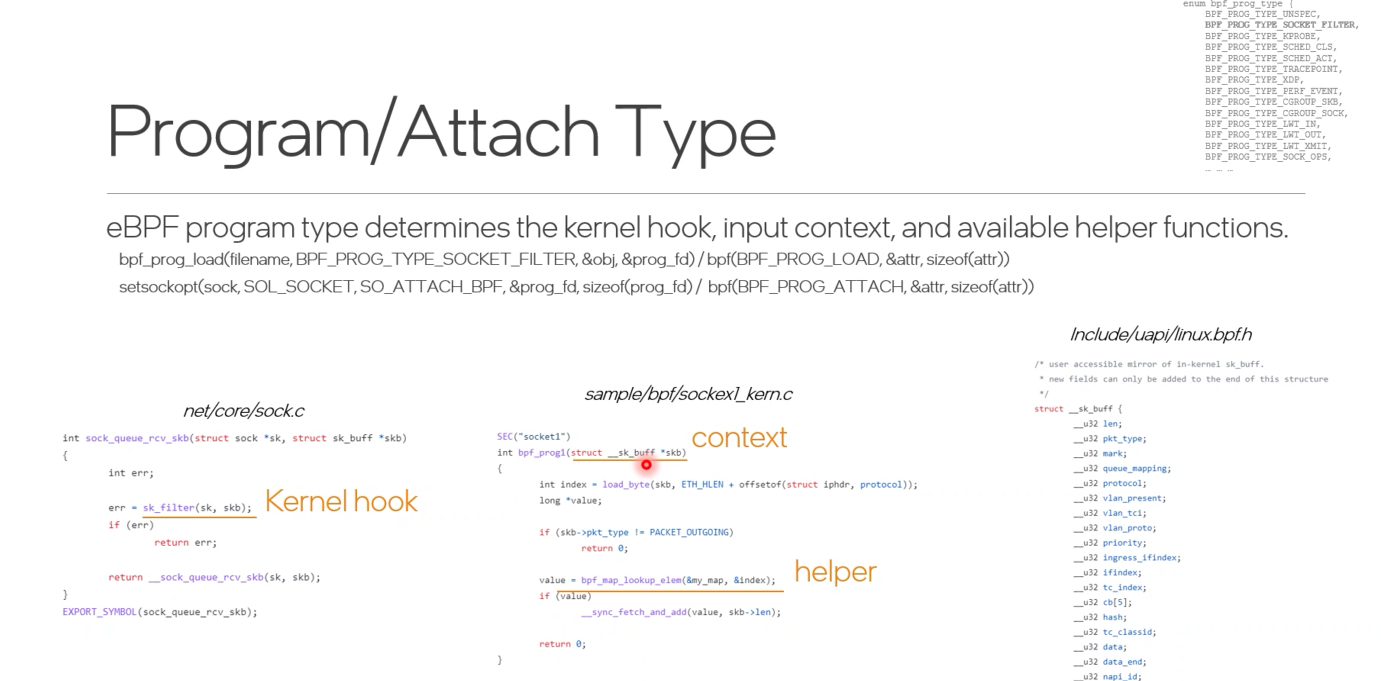 enum bpf_prog_type {
BPF_PROG_TYPE_UNSPEC,
BPF_PROG_TYPE_SOCKET_FILTER,
BPF_PROG_TYPE_KPROBE,
BPF_PROG_TYPE_SCHED_CLS,
BPF_PROG_TYPE_SCHED_ACT,
BPF_PROG_TYPE_TRACEPOINT,
BPF_PROG_TYPE_XDP,
BPF_PROG_TYPE_PERF_EVENT,
BPF_PROG_TYPE_CGROUP_SKB,
BPF_PROG_TYPE_CGROUP_SOCK,
BPF_PROG_TYPE_LWT_IN,
BPF_PROG_TYPE_LWT_OUT,
BPF_PROG_TYPE_LWT_XMIT,
BPF_PROG_TYPE_SOCK_OPS,
Program/Attach Type
eBPF program type determines the kernel hook, input context, and available helper functions.
bpf_prog_load(filename, BPF_PROG_TYPE_SOCKET_FILTER, &obj, &prog_fd) / bpf(BPF_PROG_LOAD, &attr, sizeof(attr))
setsockopt(sock, SOL_SOCKET, SO_ATTACH_BPF, &prog_fd, sizeof(prog_fd) / bpf(BPF_PROG_ATTACH, &attr, sizeof(attr))
net/core/sock.c
int sock_queue_rcv_skb(struct sock *sk, struct sk_buff *skb)
{
int err;
err = sk_filter(sk, skb);
Kernel hook
if (err)
return err;
return __sock_queue_rcv_skb(sk, skb);
}
EXPORT_SYMBOL(sock_queue_rcv_skb);
sample/bpf/sockex1_kern.c
SEC("socket1")
context
int bpf_prog1(struct __sk_buff *skb)
{
int index = load_byte(skb, ETH_HLEN + offsetof(struct iphdr, protocol));
long *value;
if (skb->pkt_type != PACKET_OUTGOING)
return 0;
value = bpf_map_lookup_elem(&my_map, &index);
helper
if (value)
__sync_fetch_and_add(value, skb->len);
return 0;
}
Include/uapi/linux.bpf.h
/* user accessible mirror of in-kernel sk_buff.
* new fields can only be added to the end of this structure
*/
struct __sk_buff {
__u32 len;
__u32 pkt_type;
__u32 mark;
__u32 queue_mapping;
__u32 protocol;
__u32 vlan_present;
__u32 vlan_tci;
__u32 vlan_proto;
__u32 priority;
__u32 ingress_ifindex;
__u32 ifindex;
__u32 tc_index;
__u32 cb[5];
__u32 hash;
__u32 tc_classid;
__u32 data;
__u32 data_end;
__u32 napi_id;